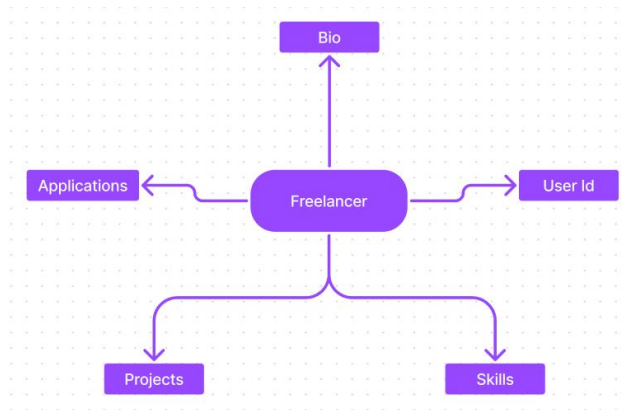 Bio
Applications
Freelancer
User Id
Projects
Skills